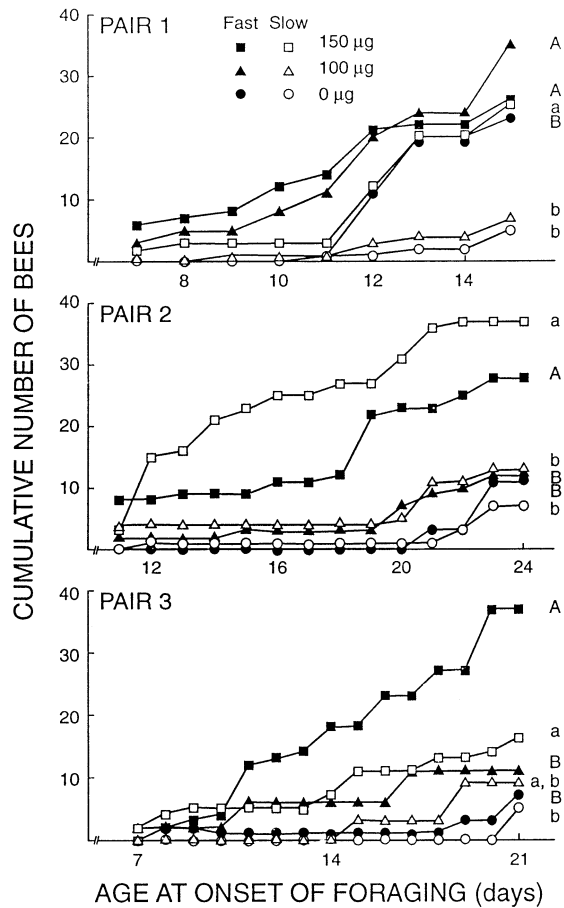 PAIR 1
Fast Slow
150 µg
100 µg
0 µg
40
30
20
10
8
10
12
14
A
A
a
B
b
b
PAIR 2
40
30
20
10
12
16
20
24
a
A
b
B
B
b
PAIR 3
40
30
20
10
7
14
21
A
a
B
a, b
B
b
CUMULATIVE NUMBER OF BEES
AGE AT ONSET OF FORAGING (days)